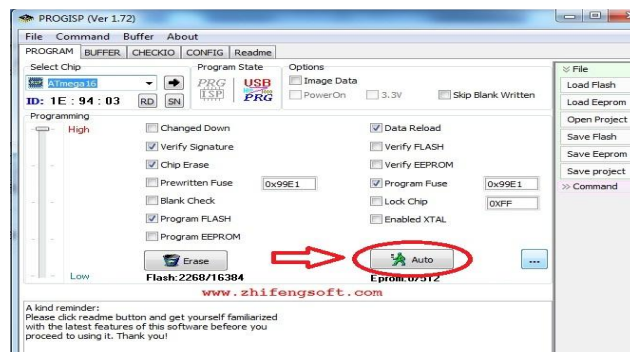 PROGISP (Ver 1.72)
File Command Buffer About
PROGRAM BUFFER CHECKIO CONFIG Readme
Select Chip
Program State
Options
ATmega16
PRG ISP
USB PRG
Image Data
PowerOn
3.3V
Skip Blank Written
ID: 1E : 94 : 03
RD
SN
Programming
High
Low
Changed Down
Data Reload
Verify Signature
Verify FLASH
Chip Erase
Verify EEPROM
Prewritten Fuse
0x99E1
Program Fuse
0x99E1
Blank Check
Lock Chip
0XFF
Program FLASH
Enabled XTAL
Program EEPROM
Erase
Auto
...
Flash:2268/16384
Eprom:0/512
www.zhifengsoft.com
A kind reminder:
Please click readme button and get yourself familiarized
with the latest features of this software befeore you
proceed to using it. Thank you!
File
Load Flash
Load Eeprom
Open Project
Save Flash
Save Eeprom
Save project
Command